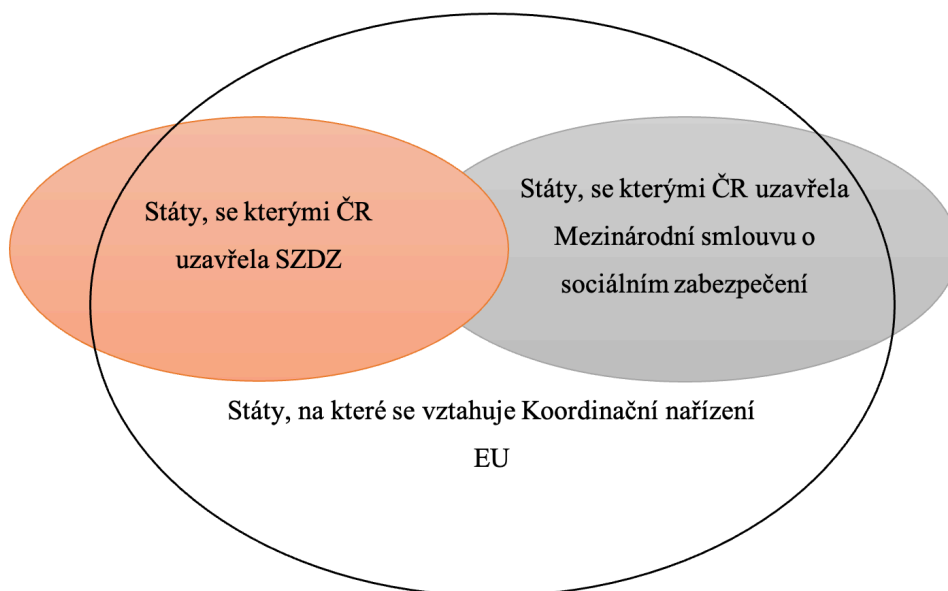 Státy, se kterými ČR
uzavřela SZDZ
Státy, se kterými ČR uzavřela
Mezinárodní smlouvu o
sociálním zabezpečení
Státy, na které se vztahuje Koordinační nařízení
EU